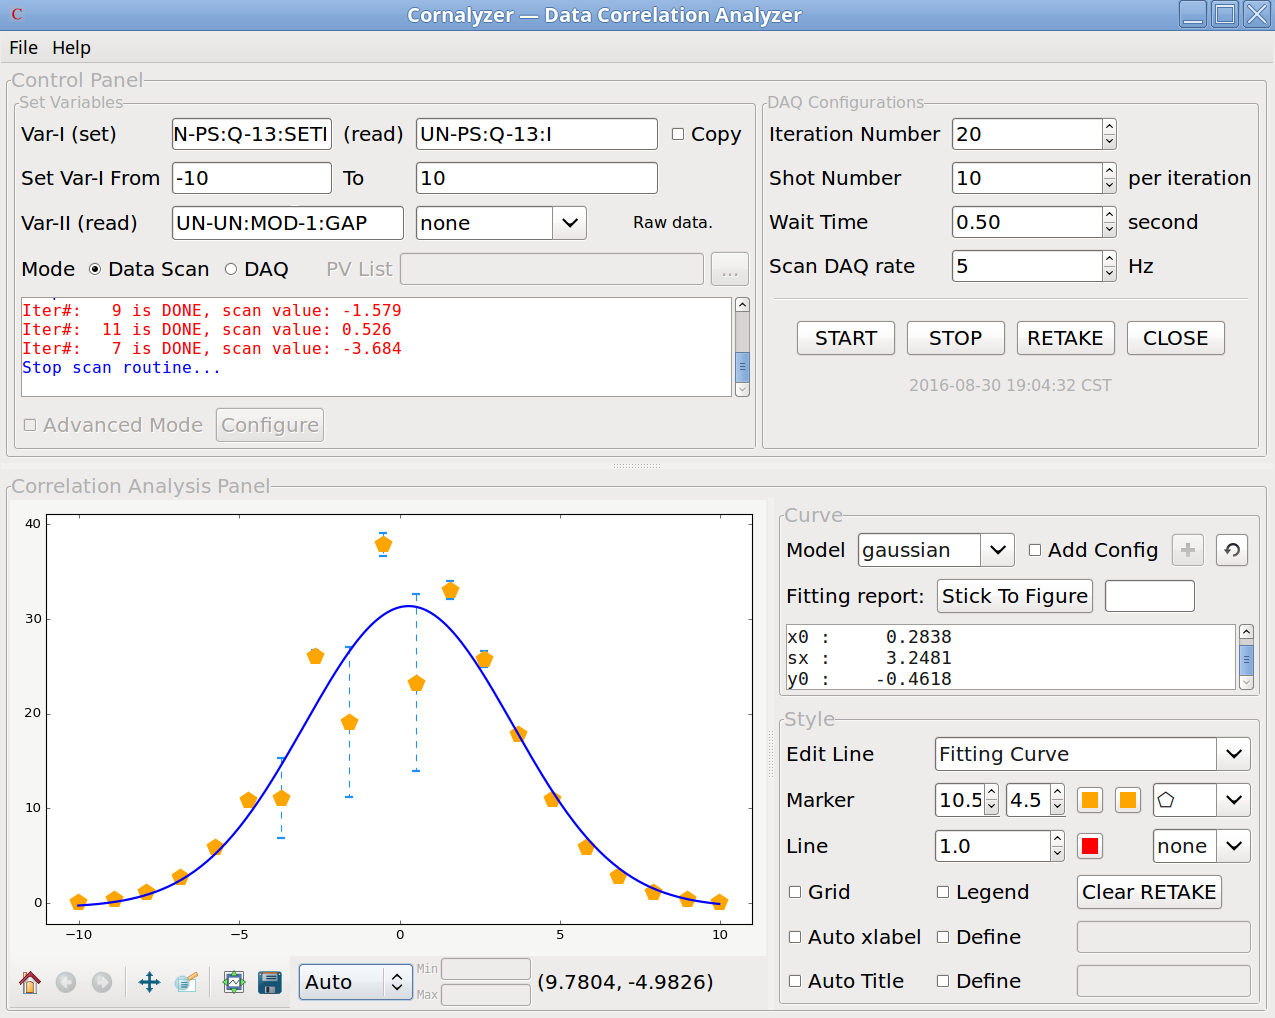 C Cornalyzer — Data Correlation Analyzer
File Help
Control Panel
Set Variables
Var-I (set) N-PS:Q-13:SETI (read) UN-PS:Q-13:I Copy
Set Var-I From -10 To 10
Var-II (read) UN-UN:MOD-1:GAP none Raw data.
Mode Data Scan DAQ PV List ...
Iter#: 9 is DONE, scan value: -1.579
Iter#: 11 is DONE, scan value: 0.526
Iter#: 7 is DONE, scan value: -3.684
Stop scan routine...
Advanced Mode Configure
DAQ Configurations
Iteration Number 20
Shot Number 10 per iteration
Wait Time 0.50 second
Scan DAQ rate 5 Hz
START STOP RETAKE CLOSE
2016-08-30 19:04:32 CST
Correlation Analysis Panel
40
30
20
10
0
−10 −5 0 5 10
Auto Min Max (9.7804, -4.9826)
Curve
Model gaussian Add Config
Fitting report: Stick To Figure
x0 : 0.2838
sx : 3.2481
y0 : -0.4618
Style
Edit Line Fitting Curve
Marker 10.5 4.5
Line 1.0 none
Grid Legend Clear RETAKE
Auto xlabel Define
Auto Title Define